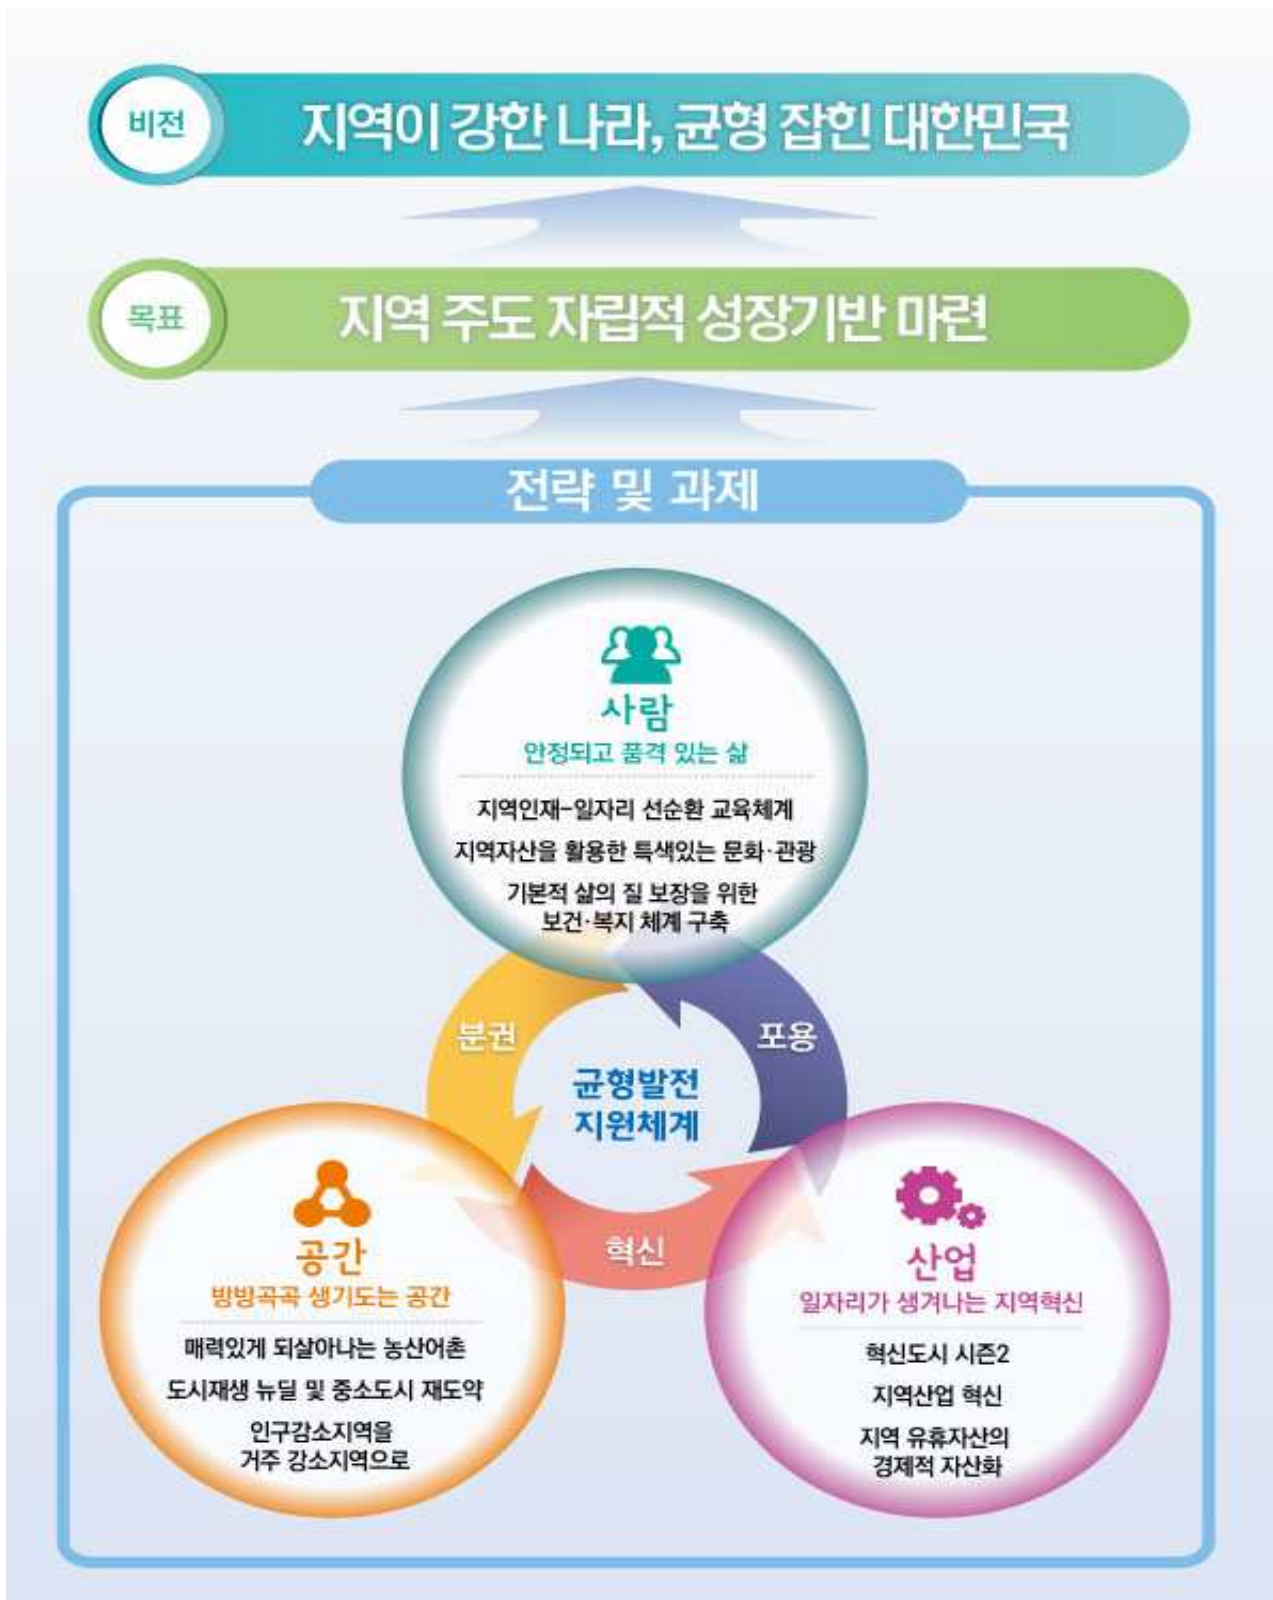 비전
지역이 강한 나라, 균형 잡힌 대한민국
목표
지역 주도 자립적 성장기반 마련
전략 및 과제
사람
안정되고 품격 있는 삶
지역인재-일자리 선순환 교육체계
지역자산을 활용한 특색있는 문화·관광
기본적 삶의 질 보장을 위한
보건·복지 체계 구축
분권
포용
균형발전
지원체계
혁신
공간
방방곡곡 생기도는 공간
매력있게 되살아나는 농산어촌
도시재생 뉴딜 및 중소도시 재도약
인구감소지역을
거주 강소지역으로
산업
일자리가 생겨나는 지역혁신
혁신도시 시즌2
지역산업 혁신
지역 유휴자산의
경제적 자산화